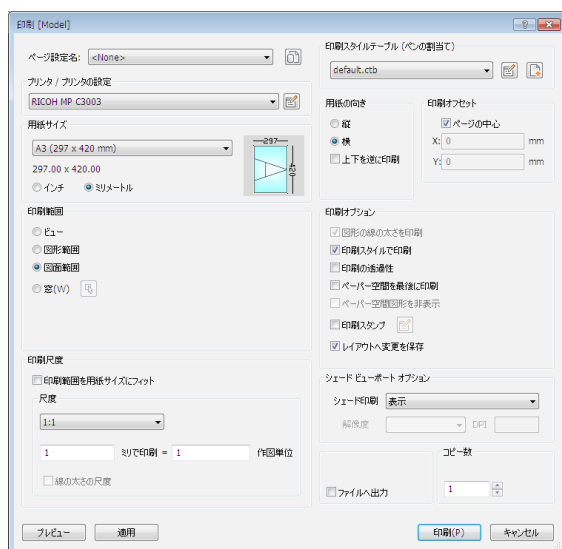 印刷 [Model]
ページ設定名: <None>
プリンタ / プリンタの設定
RICOH MP C3003
用紙サイズ
A3 (297 x 420 mm)
297.00 x 420.00
インチ ミリメートル
297
420
印刷範囲
ビュー
図形範囲
図面範囲
窓(W)
印刷尺度
印刷範囲を用紙サイズにフィット
尺度
1:1
1 ミリで印刷 = 1 作図単位
線の太さの尺度
印刷スタイルテーブル (ペンの割当て)
default.ctb
用紙の向き
縦
横
上下を逆に印刷
印刷オフセット
ページの中心
X: 0 mm
Y: 0 mm
印刷オプション
図形の線の太さを印刷
印刷スタイルで印刷
印刷の透過性
ペーパー空間を最後に印刷
ペーパー空間図形を非表示
印刷スタンプ
レイアウトへ変更を保存
シェード ビューポート オプション
シェード印刷 表示
解像度 DPI
ファイルへ出力
コピー数
1
プレビュー 適用 印刷(P) キャンセル